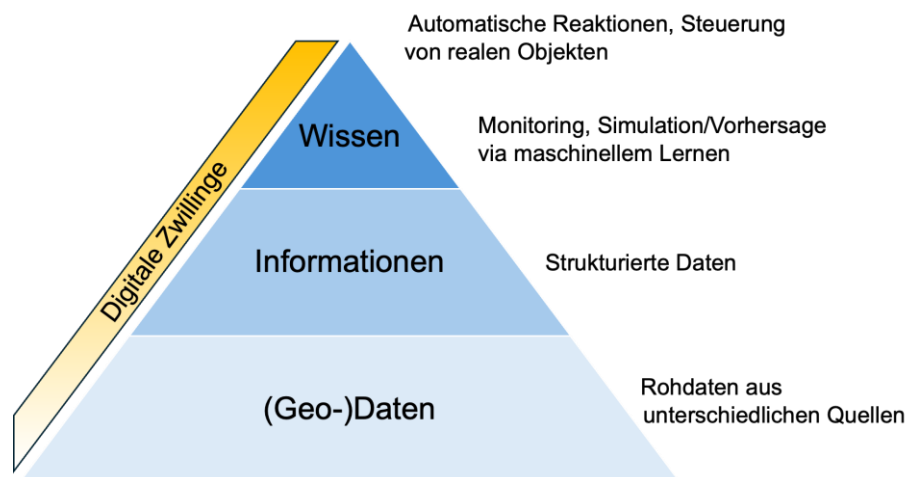 Automatische Reaktionen, Steuerung
von realen Objekten
Wissen
Monitoring, Simulation/Vorhersage
via maschinellem Lernen
Digitale Zwillinge
Informationen
Strukturierte Daten
(Geo-)Daten
Rohdaten aus
unterschiedlichen Quellen